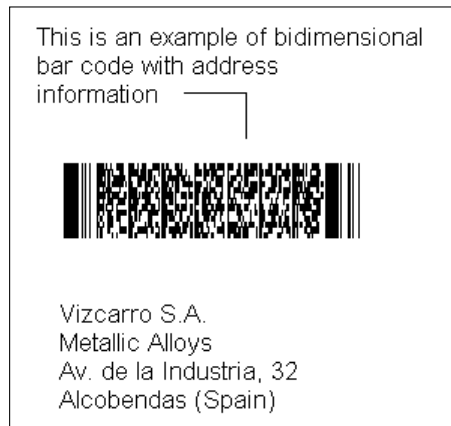 This is an example of bidimensional
bar code with address
information
Vizcarro S.A.
Metallic Alloys
Av. de la Industria, 32
Alcobendas (Spain)